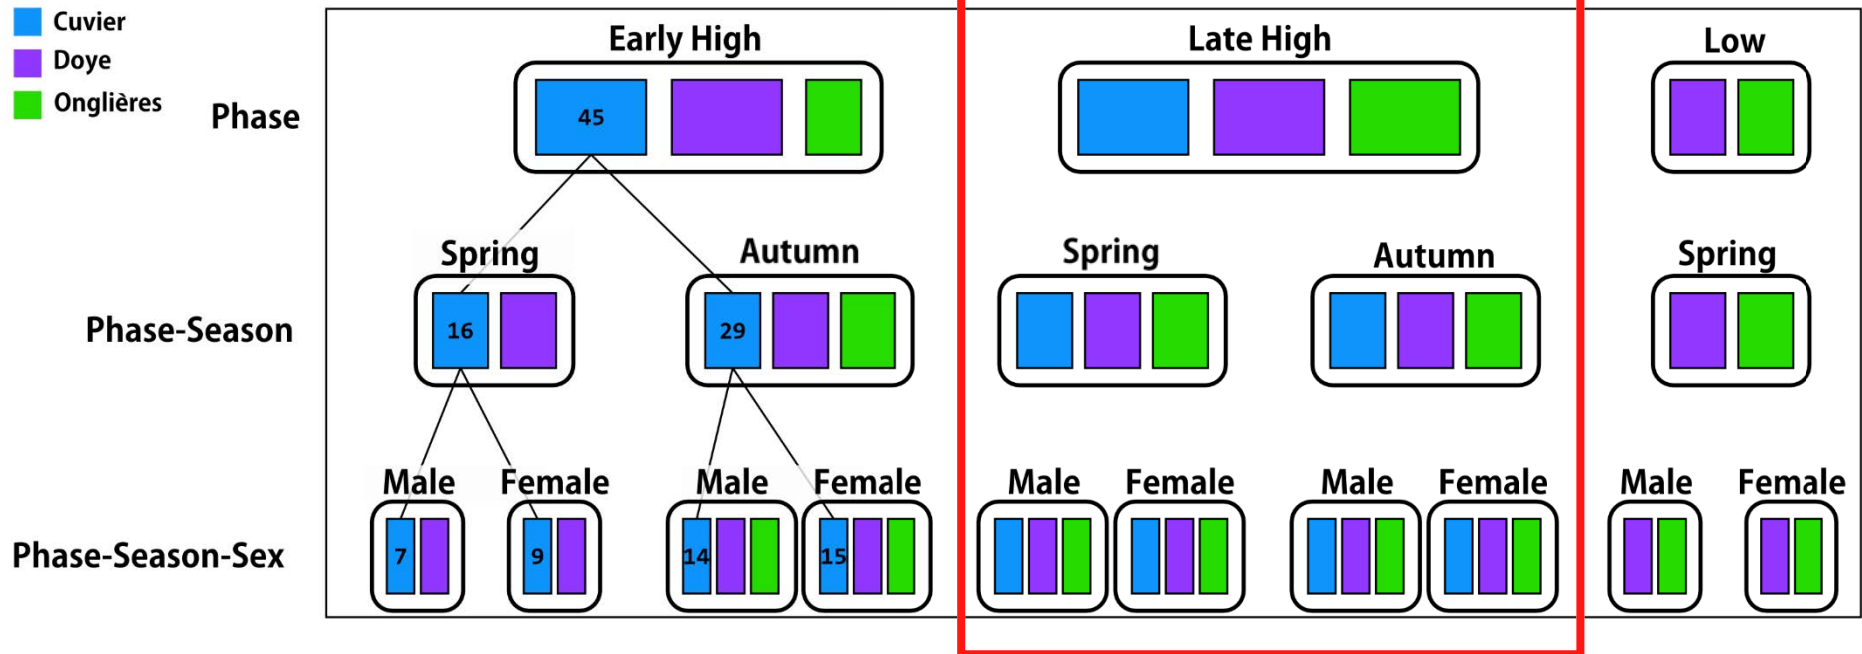 Cuvier
Doye
Onglières
Early High
Late High
Low
Phase
45
Spring
Autumn
Spring
Autumn
Spring
Phase-Season
16
29
Male
Female
Male
Female
Male
Female
Male
Female
Male
Female
Phase-Season-Sex
7
9
14
15